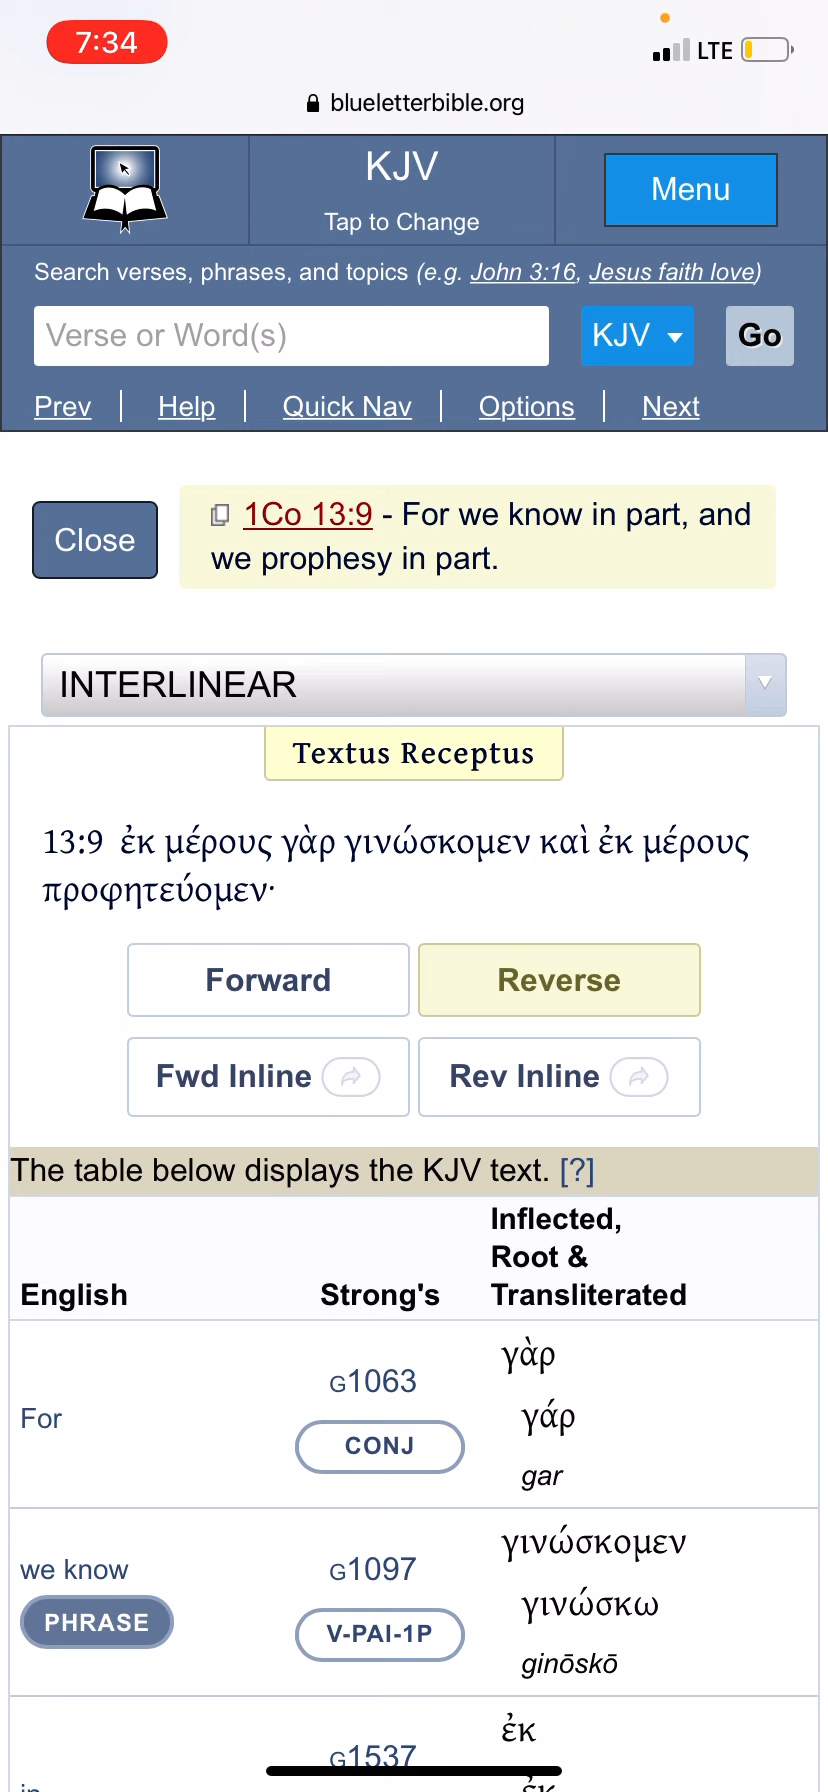 7:34
LTE
blueletterbible.org
KJV
Tap to Change
Menu
Search verses, phrases, and topics (e.g. John 3:16, Jesus faith love)
Verse or Word(s)
KJV
Go
Prev | Help | Quick Nav | Options | Next
Close
1Co 13:9 - For we know in part, and
we prophesy in part.
INTERLINEAR
Textus Receptus
13:9 ἐκ μέρους γὰρ γινώσκομεν καὶ ἐκ μέρους
προφητεύομεν·
Forward
Reverse
Fwd Inline
Rev Inline
The table below displays the KJV text. [?]
English
Strong's
Inflected,
Root &
Transliterated
For
G1063
CONJ
γὰρ
γάρ
gar
we know
PHRASE
G1097
V-PAI-1P
γινώσκομεν
γινώσκω
ginōskō
G1537
ἐκ